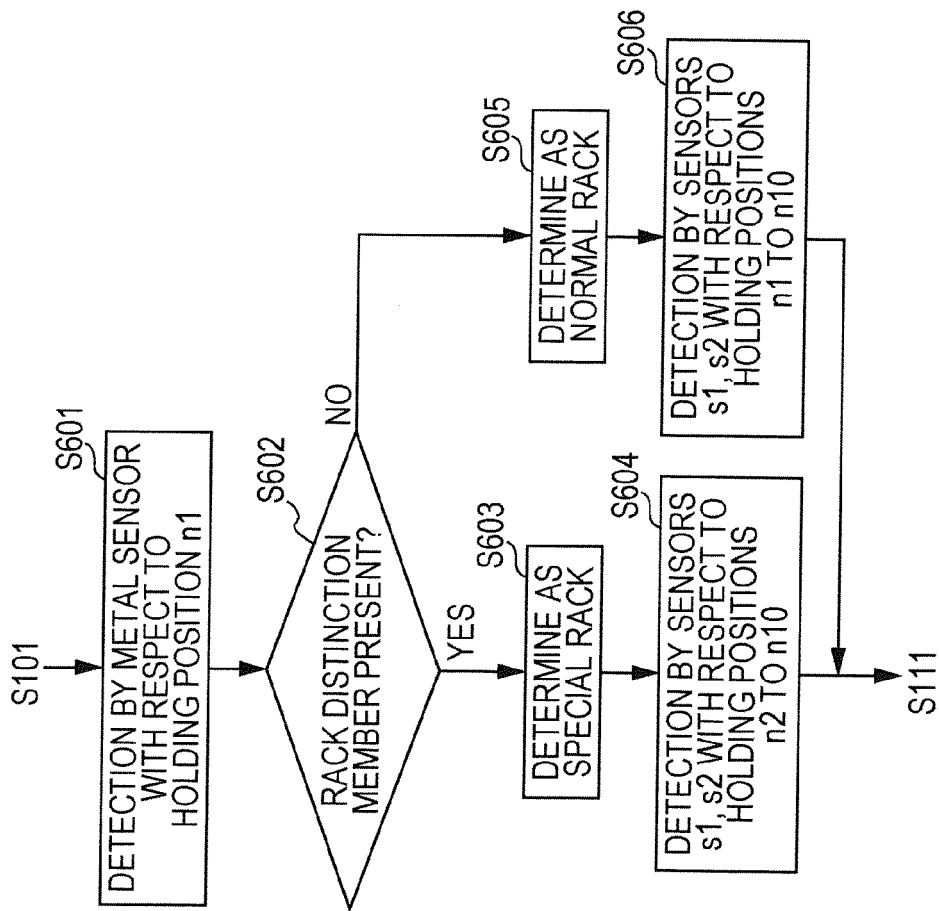 S101
S601
DETECTION BY METAL SENSOR
WITH RESPECT TO
HOLDING POSITION n1
S602
RACK DISTINCTION
MEMBER PRESENT?
NO
YES
S603
DETERMINE AS
SPECIAL RACK
S604
DETECTION BY SENSORS
s1, s2 WITH RESPECT TO
HOLDING POSITIONS
n2 TO n10
S605
DETERMINE AS
NORMAL RACK
S606
DETECTION BY SENSORS
s1, s2 WITH RESPECT TO
HOLDING POSITIONS
n1 TO n10
S111